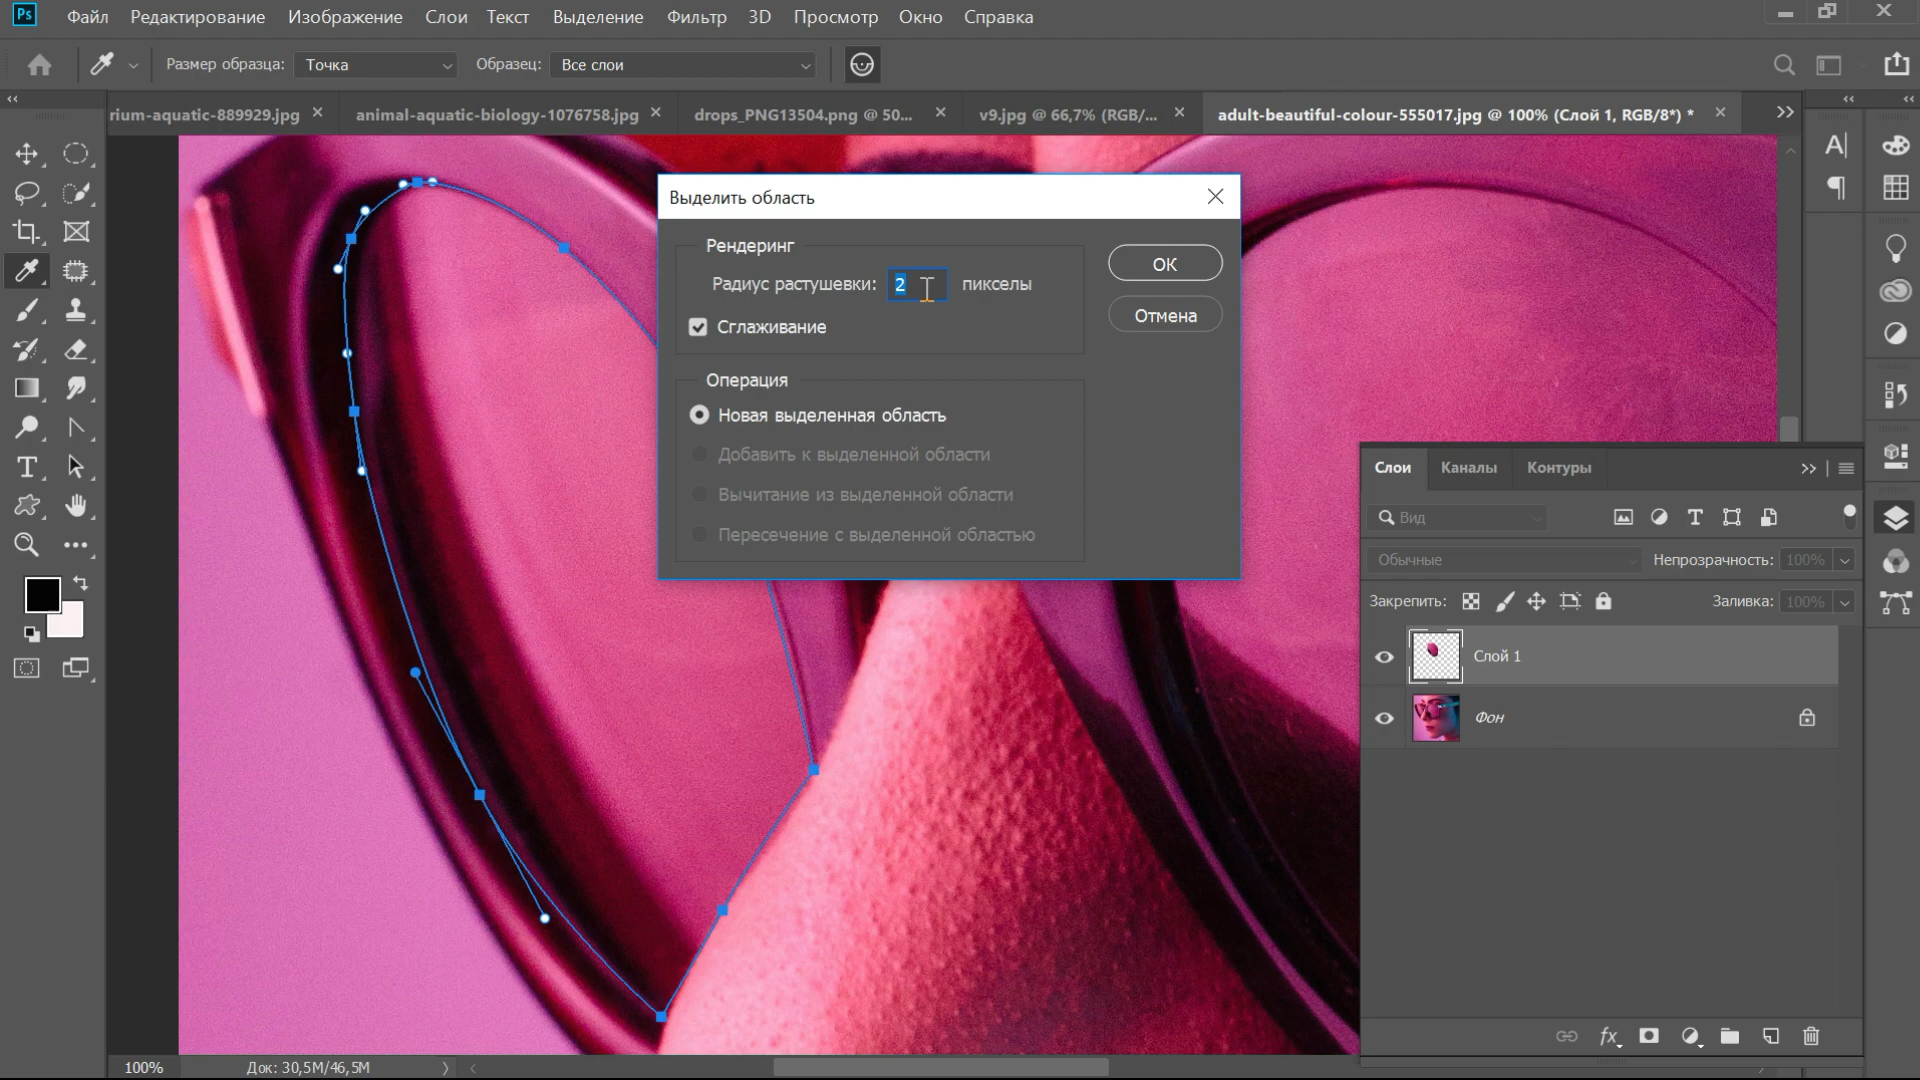 Ps Файл Редактирование Изображение Слои Текст Выделение Фильтр 3D Просмотр Окно Справка
Размер образца: Точка Образец: Все слои
rium-aquatic-889929.jpg animal-aquatic-biology-1076758.jpg drops_PNG13504.png @ 50... v9.jpg @ 66,7% (RGB/... adult-beautiful-colour-555017.jpg @ 100% (Слой 1, RGB/8*) *
Выделить область
Рендеринг
Радиус растушевки: 2 пикселы
Сглаживание
ОК
Отмена
Операция
Новая выделенная область
Добавить к выделенной области
Вычитание из выделенной области
Пересечение с выделенной областью
Слои Каналы Контуры
Вид
Обычные Непрозрачность: 100%
Закрепить: Заливка: 100%
Слой 1
Фон
fx
100% Док: 30,5M/46,5M